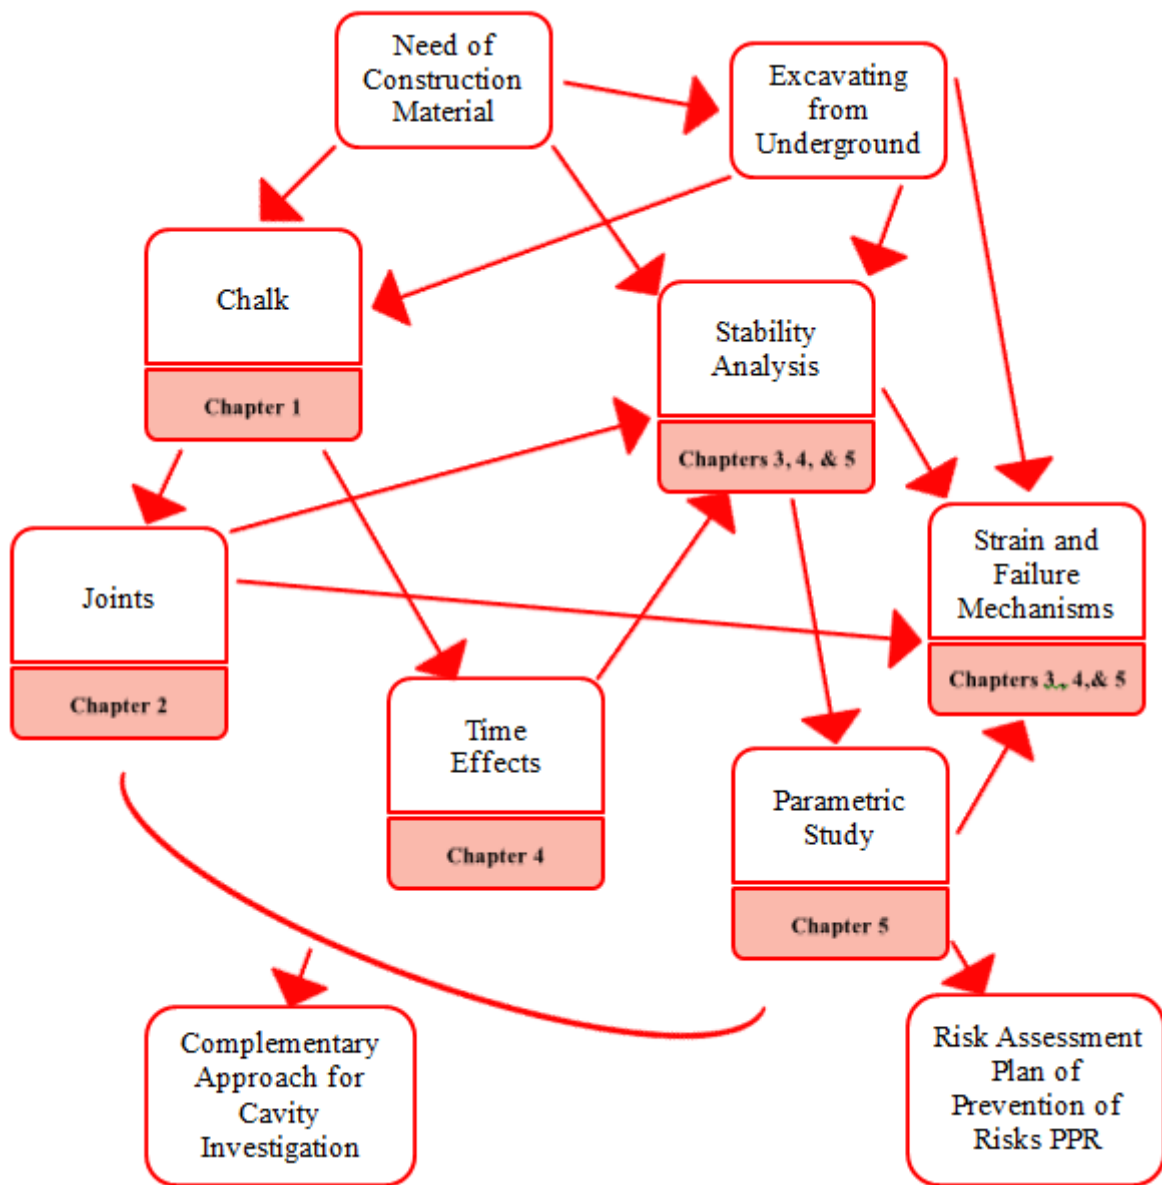 Need of
Construction
Material
Excavating
from
Underground
Chalk
Chapter 1
Stability
Analysis
Chapters 3, 4, & 5
Joints
Chapter 2
Strain and
Failure
Mechanisms
Chapters 3,, 4,& 5
Time
Effects
Chapter 4
Parametric
Study
Chapter 5
Complementary
Approach for
Cavity
Investigation
Risk Assessment
Plan of
Prevention of
Risks PPR